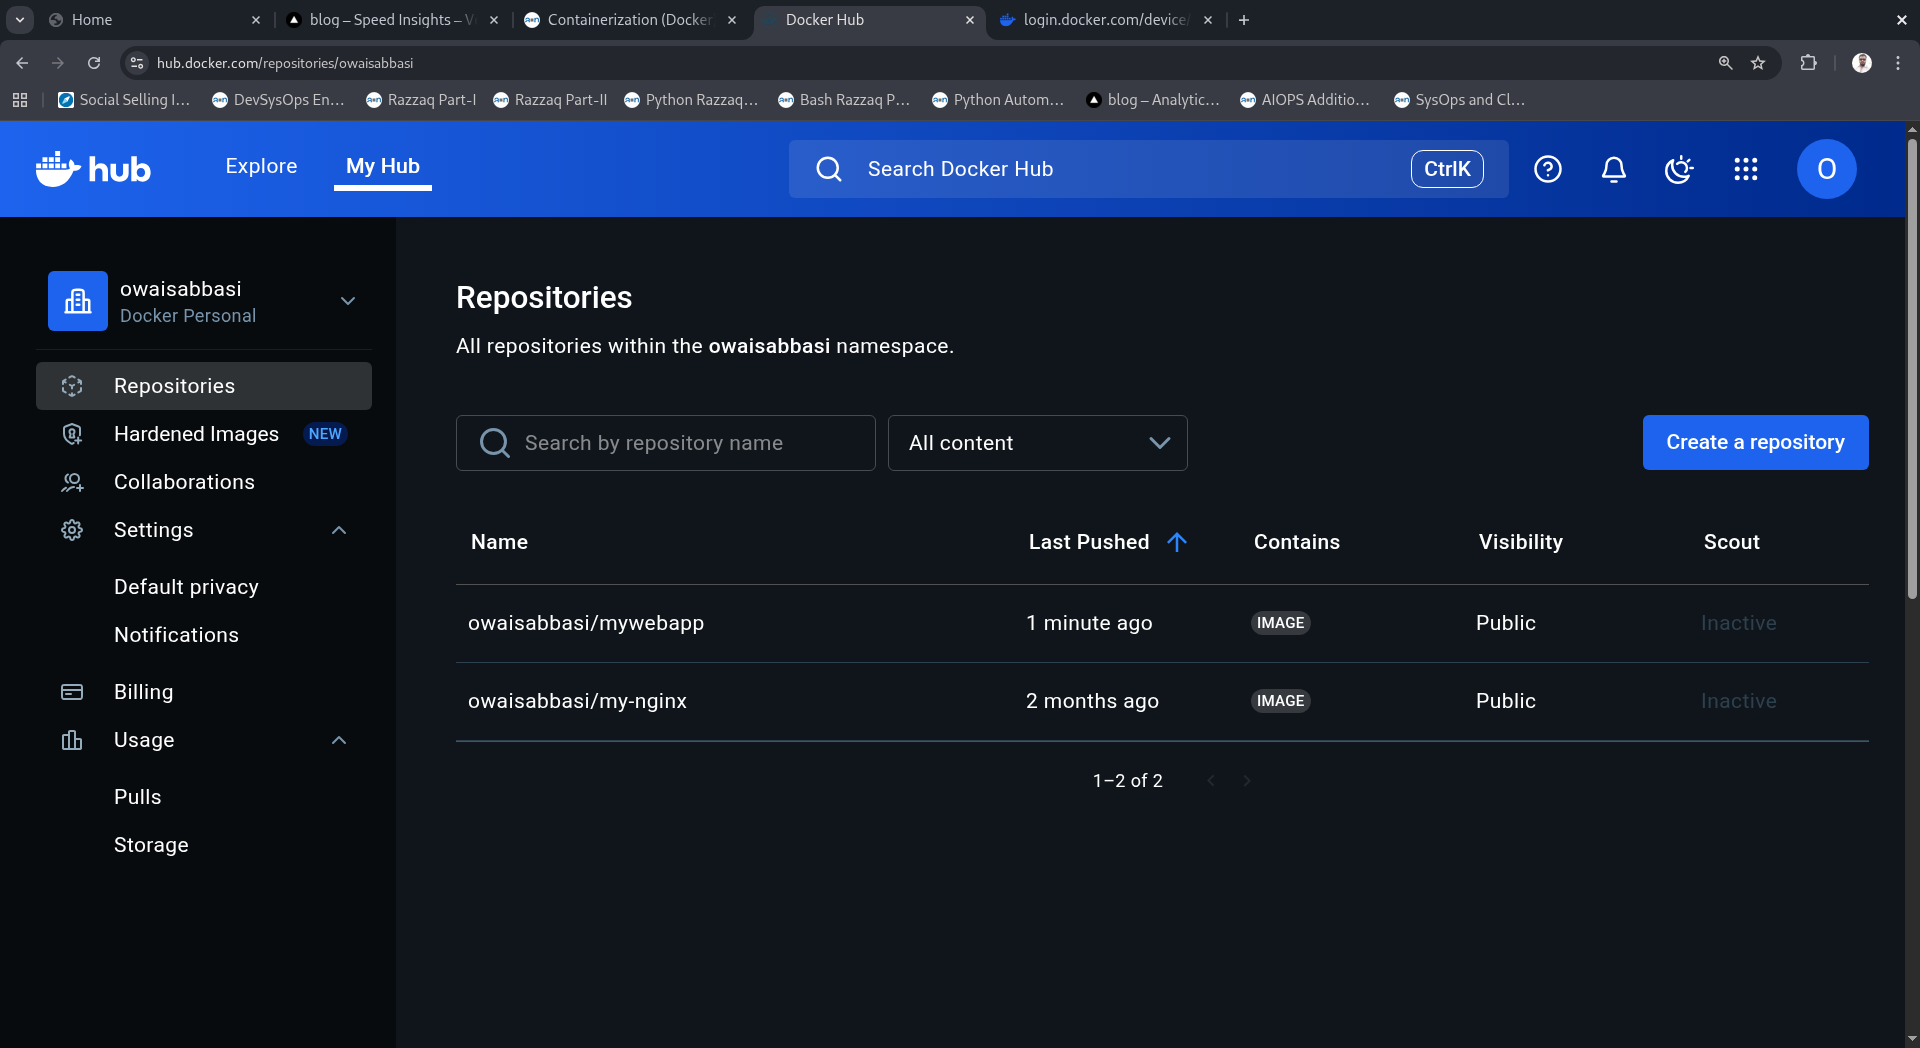 Home
blog – Speed Insights – V
Containerization (Docker
Docker Hub
login.docker.com/device/
hub.docker.com/repositories/owaisabbasi
Social Selling I...
DevSysOps En...
Razzaq Part-I
Razzaq Part-II
Python Razzaq...
Bash Razzaq P...
Python Autom...
blog – Analytic...
AIOPS Additio...
SysOps and Cl...
hub
Explore
My Hub
Search Docker Hub
CtrlK
O
owaisabbasi
Docker Personal
Repositories
Hardened Images NEW
Collaborations
Settings
Default privacy
Notifications
Billing
Usage
Pulls
Storage
Repositories
All repositories within the owaisabbasi namespace.
Search by repository name
All content
Create a repository
Name Last Pushed Contains Visibility Scout
owaisabbasi/mywebapp 1 minute ago IMAGE Public Inactive
owaisabbasi/my-nginx 2 months ago IMAGE Public Inactive
1–2 of 2